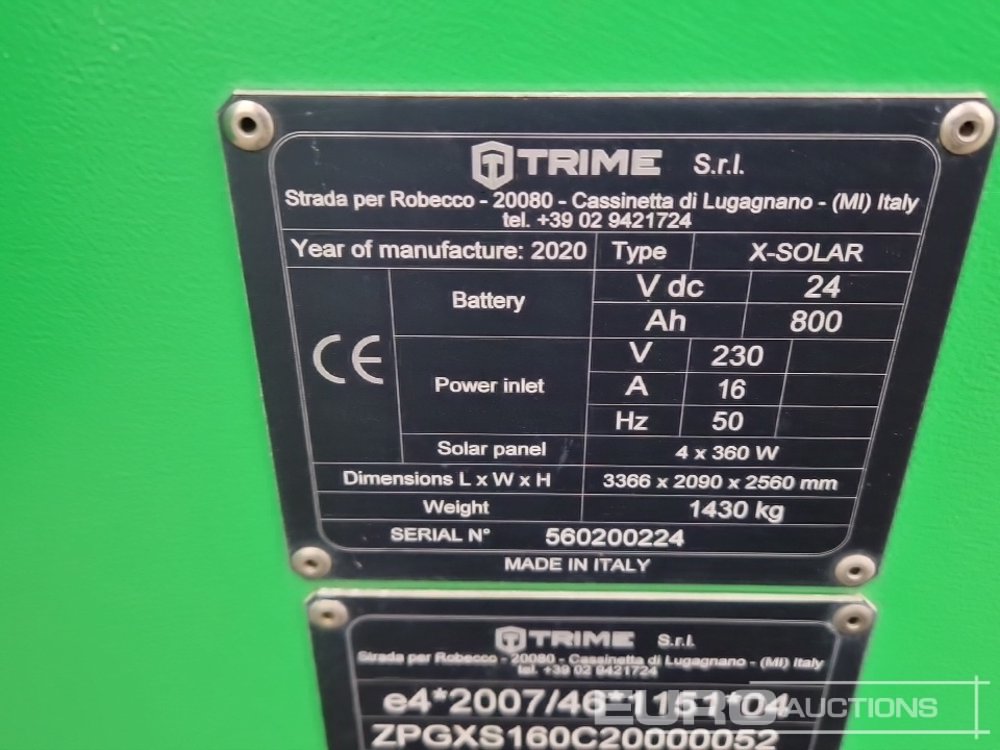 TRIME S.r.l.
Strada per Robecco - 20080 - Cassinetta di Lugagnano - (MI) Italy
tel. +39 02 9421724
Year of manufacture: 2020 Type X-SOLAR
Battery V dc 24
Ah 800
CE
Power inlet V 230
A 16
Hz 50
Solar panel 4 x 360 W
Dimensions L x W x H 3366 x 2090 x 2560 mm
Weight 1430 kg
SERIAL N° 560200224
MADE IN ITALY
TRIME S.r.l.
Strada per Robecco - 20080 - Cassinetta di Lugagnano - (MI) Italy
tel. +39 02 9421724
e4*2007/46*1151*04
ZPGXS160C20000052
EURO AUCTIONS